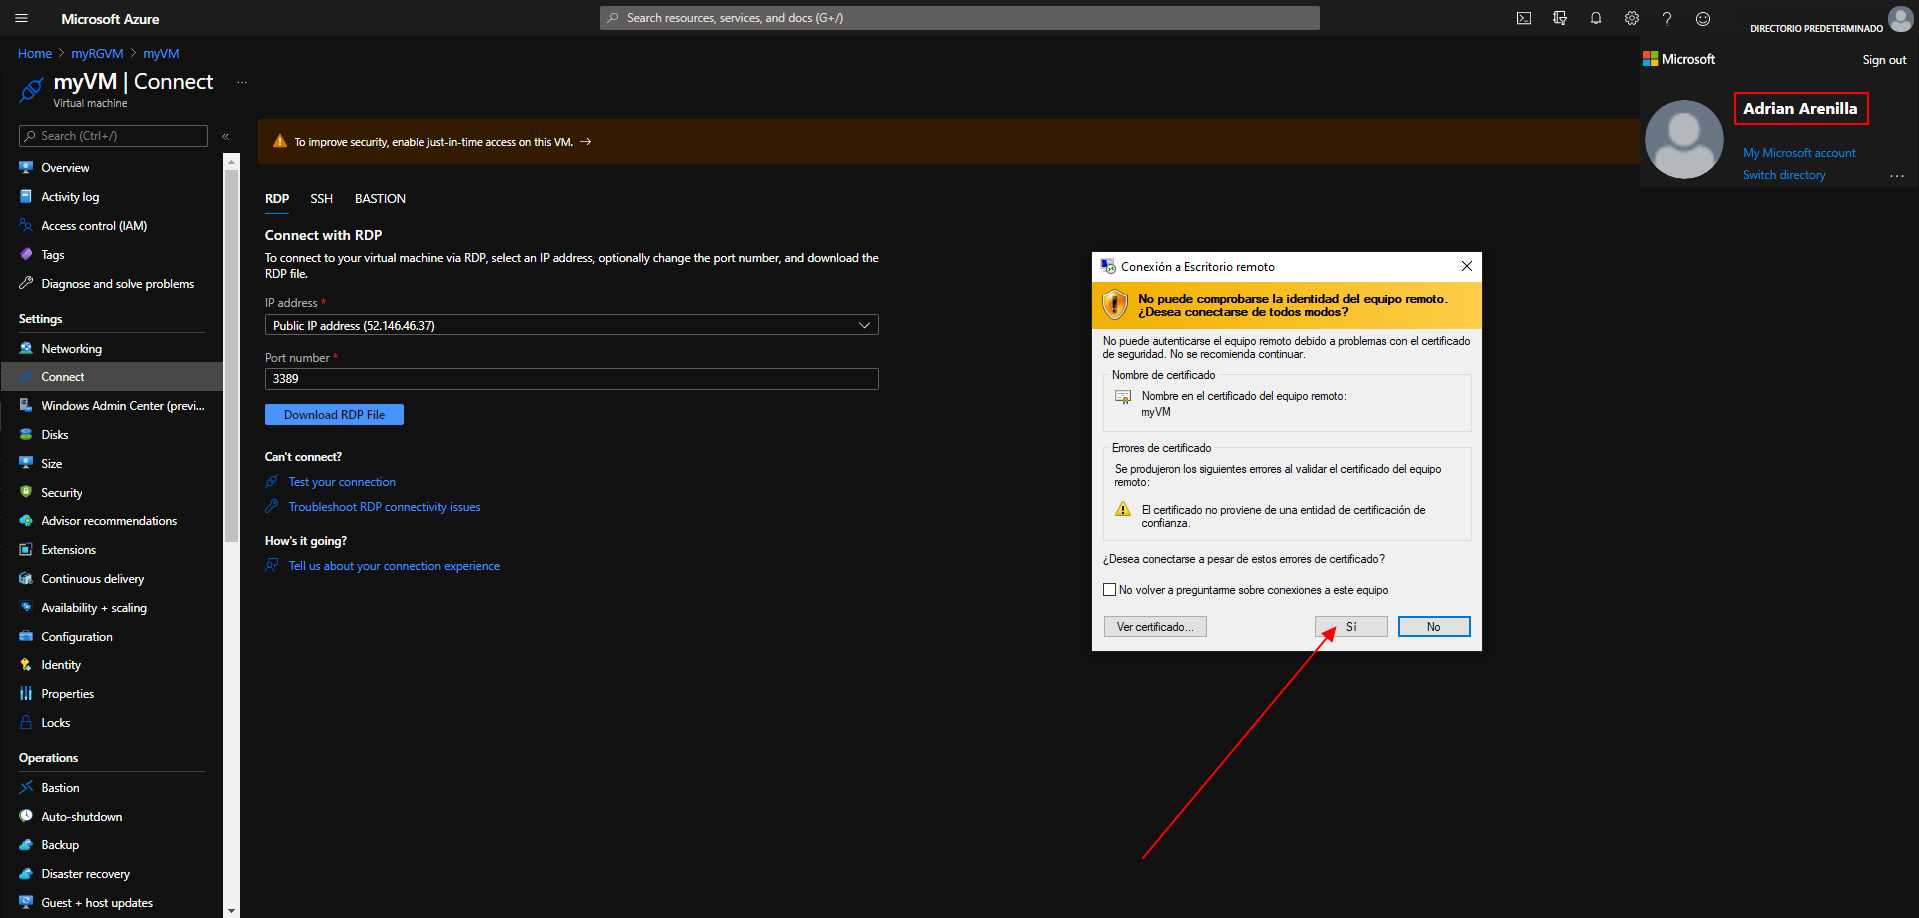 Microsoft Azure
Search resources, services, and docs (G+/)
DIRECTORIO PREDETERMINADO
Home > myRGVM > myVM
myVM | Connect
...
Virtual machine
Search (Ctrl+/)
«
Overview
Activity log
Access control (IAM)
Tags
Diagnose and solve problems
Settings
Networking
Connect
Windows Admin Center (previ...
Disks
Size
Security
Advisor recommendations
Extensions
Continuous delivery
Availability + scaling
Configuration
Identity
Properties
Locks
Operations
Bastion
Auto-shutdown
Backup
Disaster recovery
Guest + host updates
To improve security, enable just-in-time access on this VM. →
RDP SSH BASTION
Connect with RDP
To connect to your virtual machine via RDP, select an IP address, optionally change the port number, and download the
RDP file.
IP address *
Public IP address (52.146.46.37)
Port number *
3389
Download RDP File
Can't connect?
Test your connection
Troubleshoot RDP connectivity issues
How's it going?
Tell us about your connection experience
Microsoft
Sign out
Adrian Arenilla
My Microsoft account
Switch directory
...
Conexión a Escritorio remoto
No puede comprobarse la identidad del equipo remoto.
¿Desea conectarse de todos modos?
No puede autenticarse el equipo remoto debido a problemas con el certificado
de seguridad. No se recomienda continuar.
Nombre de certificado
Nombre en el certificado del equipo remoto:
myVM
Errores de certificado
Se produjeron los siguientes errores al validar el certificado del equipo
remoto:
El certificado no proviene de una entidad de certificación de
confianza.
¿Desea conectarse a pesar de estos errores de certificado?
No volver a preguntarme sobre conexiones a este equipo
Ver certificado...
Sí
No